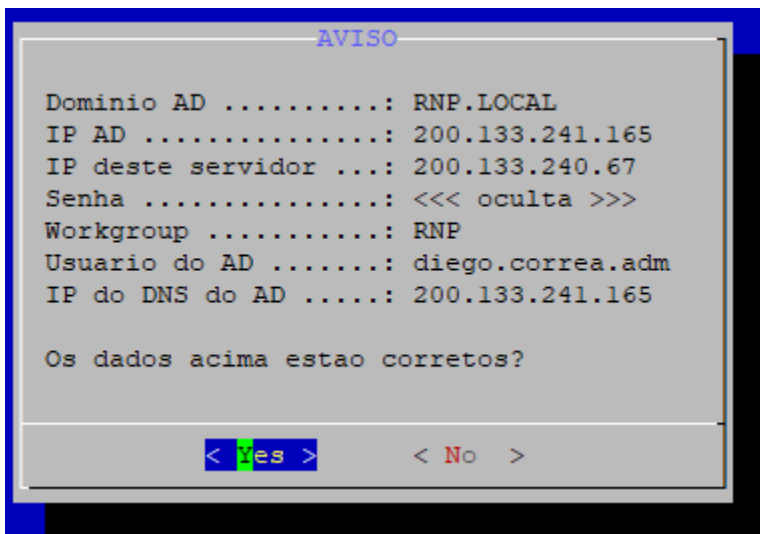 AVISO
Dominio AD ..........: RNP.LOCAL
IP AD ...............: 200.133.241.165
IP deste servidor ...: 200.133.240.67
Senha ...............: <<< oculta >>>
Workgroup ...........: RNP
Usuario do AD .......: diego.correa.adm
IP do DNS do AD .....: 200.133.241.165
Os dados acima estao corretos?
< Yes > < No >